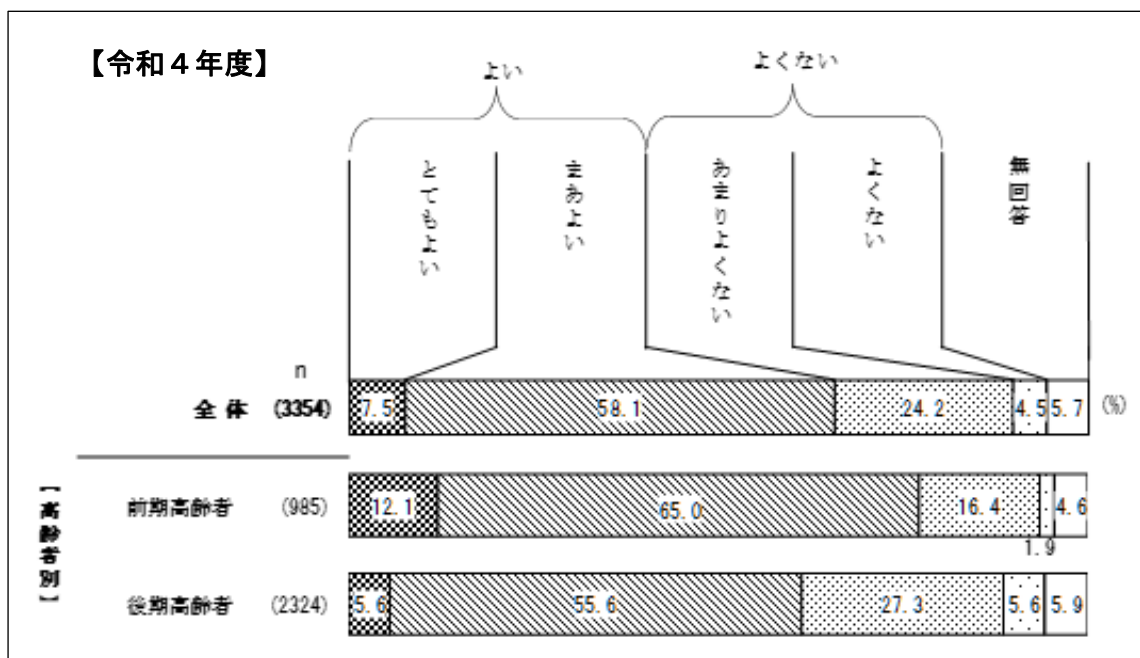 【令和４年度】
よい
よくない
とてもよい
まあよい
あまりよくない
よくない
無回答
n
全体 (3354) 7.5 58.1 24.2 4.5 5.7 (%)
【高齢者別】
前期高齢者 (985) 12.1 65.0 16.4 1.9 4.6
後期高齢者 (2324) 5.6 55.6 27.3 5.6 5.9